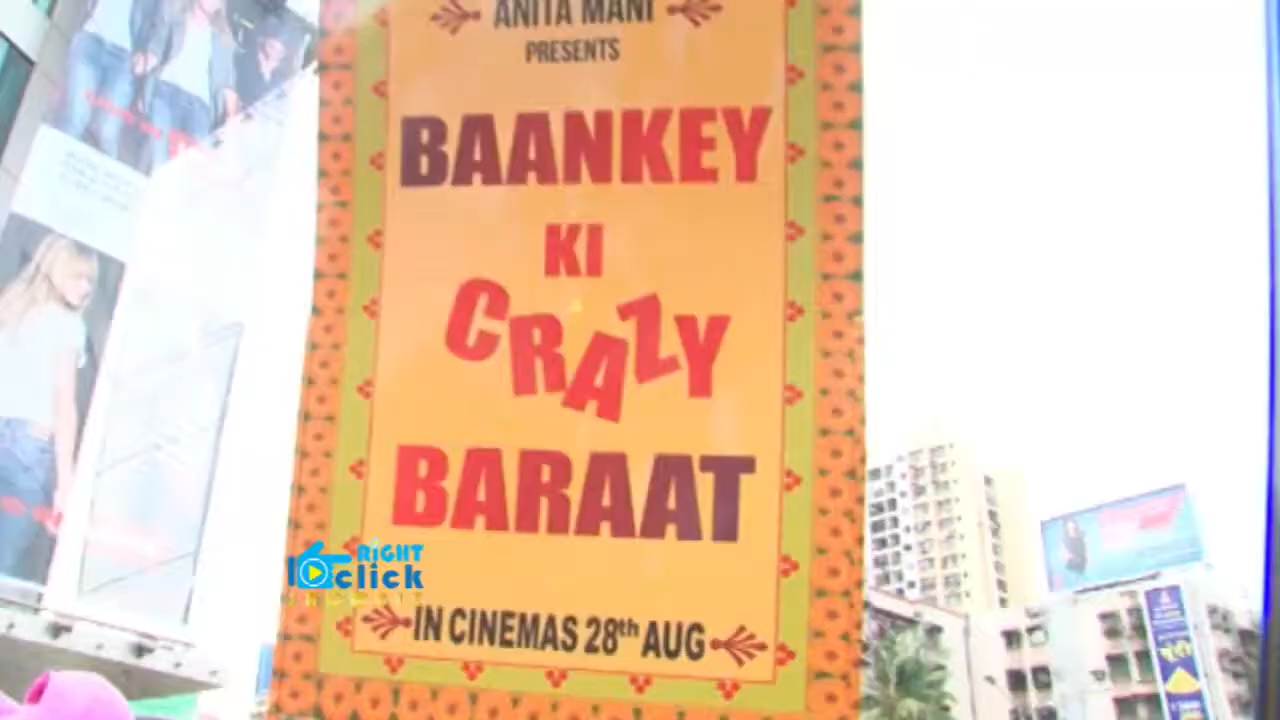 ANITA MANI
PRESENTS
BAANKEY
KI
CRAZY
BARAAT
RIGHT
click
IN CINEMAS 28th AUG